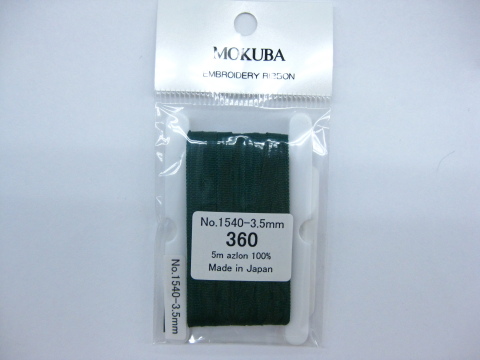 MOKUBA
EMBROIDERY RIBBON
No.1540-3.5mm
360
5m azlon 100%
Made in Japan
No.1540-3.5mm